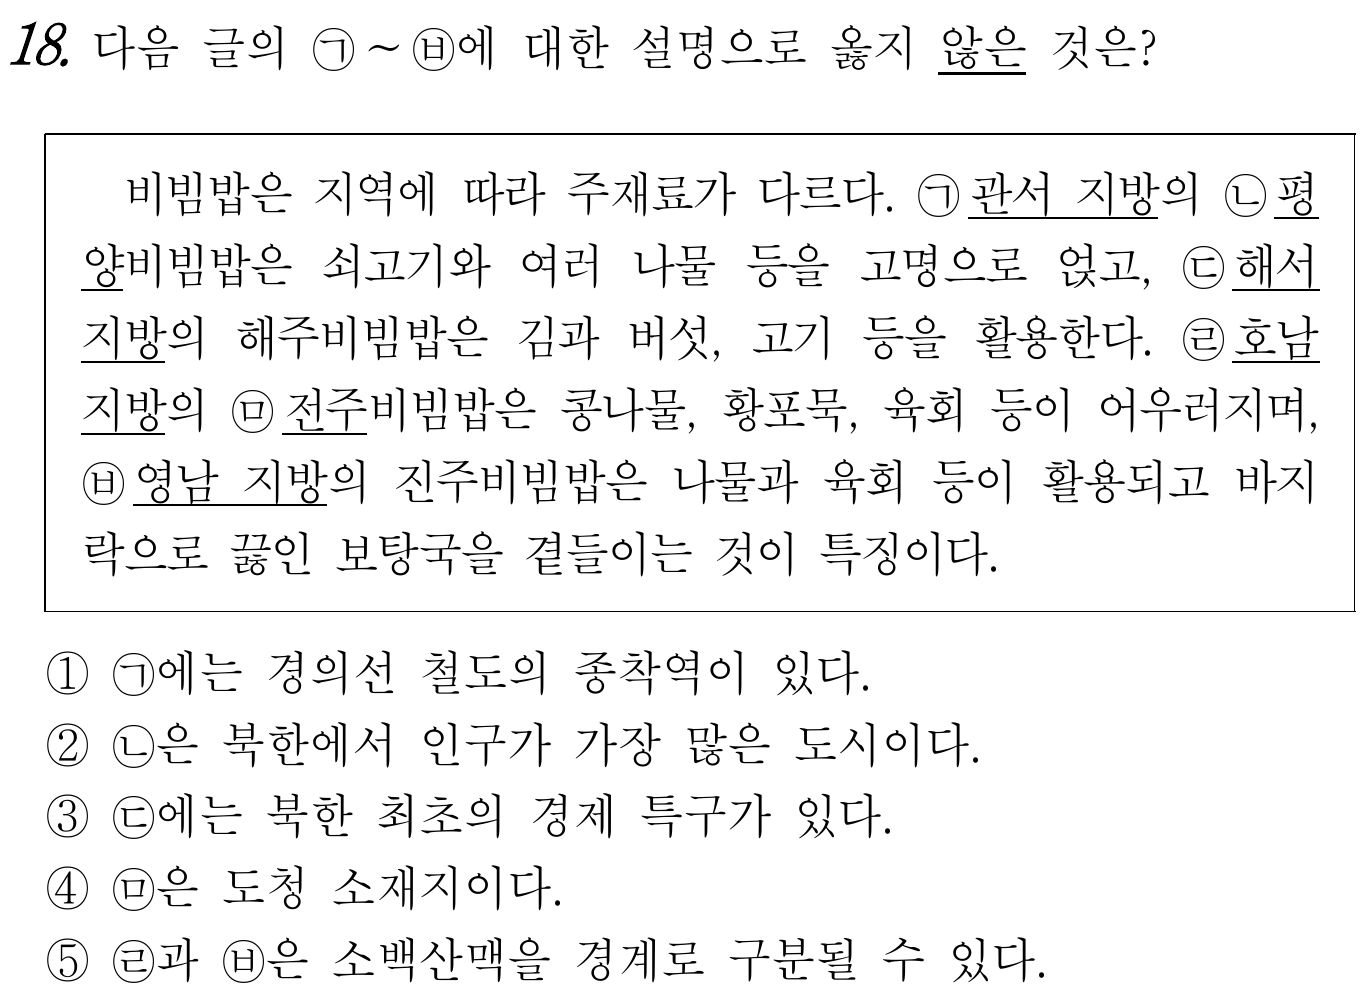 18. 다음 글의 ㉠～㉥에 대한 설명으로 옳지 않은 것은?
비빔밥은 지역에 따라 주재료가 다르다. ㉠관서 지방의 ㉡평
양비빔밥은 쇠고기와 여러 나물 등을 고명으로 얹고, ㉢해서
지방의 해주비빔밥은 김과 버섯, 고기 등을 활용한다. ㉣호남
지방의 ㉤전주비빔밥은 콩나물, 황포묵, 육회 등이 어우러지며,
㉥영남 지방의 진주비빔밥은 나물과 육회 등이 활용되고 바지
락으로 끓인 보탕국을 곁들이는 것이 특징이다.
① ㉠에는 경의선 철도의 종착역이 있다.
② ㉡은 북한에서 인구가 가장 많은 도시이다.
③ ㉢에는 북한 최초의 경제 특구가 있다.
④ ㉤은 도청 소재지이다.
⑤ ㉣과 ㉥은 소백산맥을 경계로 구분될 수 있다.